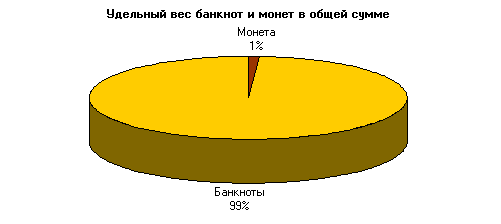 Удельный вес банкнот и монет в общей сумме
Монета
1%
Банкноты
99%